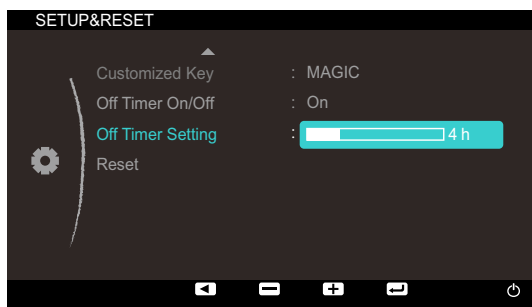 SETUP&RESET
Customized Key : MAGIC
Off Timer On/Off : On
Off Timer Setting : 4 h
Reset